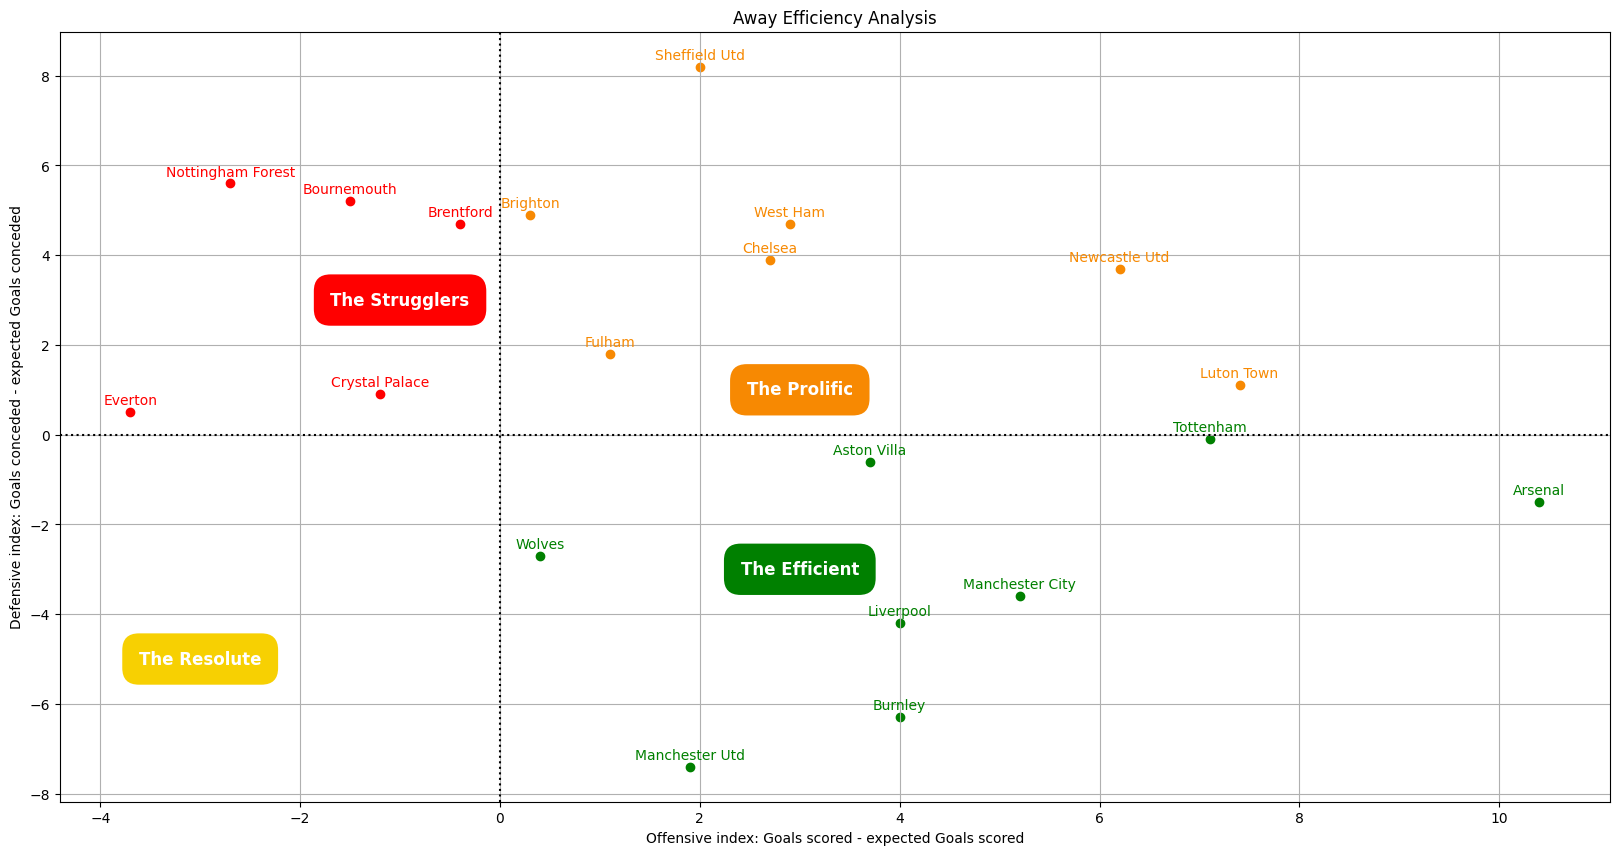 Away Efficiency Analysis
Sheffield Utd
Nottingham Forest
Bournemouth
Brentford
Brighton
West Ham
Chelsea
Newcastle Utd
The Strugglers
Fulham
The Prolific
Luton Town
Crystal Palace
Everton
Tottenham
Aston Villa
Arsenal
Wolves
The Efficient
Manchester City
Liverpool
The Resolute
Burnley
Manchester Utd
8
6
4
2
0
−2
−4
−6
−8
Defensive index: Goals conceded - expected Goals conceded
−4 −2 0 2 4 6 8 10
Offensive index: Goals scored - expected Goals scored